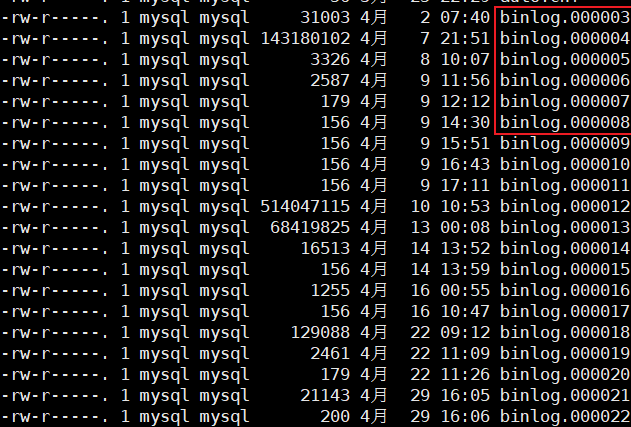 -rw-r-----. 1 mysql mysql 31003 4月 2 07:40 binlog.000003
-rw-r-----. 1 mysql mysql 143180102 4月 7 21:51 binlog.000004
-rw-r-----. 1 mysql mysql 3326 4月 8 10:07 binlog.000005
-rw-r-----. 1 mysql mysql 2587 4月 9 11:56 binlog.000006
-rw-r-----. 1 mysql mysql 179 4月 9 12:12 binlog.000007
-rw-r-----. 1 mysql mysql 156 4月 9 14:30 binlog.000008
-rw-r-----. 1 mysql mysql 156 4月 9 15:51 binlog.000009
-rw-r-----. 1 mysql mysql 156 4月 9 16:43 binlog.000010
-rw-r-----. 1 mysql mysql 156 4月 9 17:11 binlog.000011
-rw-r-----. 1 mysql mysql 514047115 4月 10 10:53 binlog.000012
-rw-r-----. 1 mysql mysql 68419825 4月 13 00:08 binlog.000013
-rw-r-----. 1 mysql mysql 16513 4月 14 13:52 binlog.000014
-rw-r-----. 1 mysql mysql 156 4月 14 13:59 binlog.000015
-rw-r-----. 1 mysql mysql 1255 4月 16 00:55 binlog.000016
-rw-r-----. 1 mysql mysql 156 4月 16 10:47 binlog.000017
-rw-r-----. 1 mysql mysql 129088 4月 22 09:12 binlog.000018
-rw-r-----. 1 mysql mysql 2461 4月 22 11:09 binlog.000019
-rw-r-----. 1 mysql mysql 179 4月 22 11:26 binlog.000020
-rw-r-----. 1 mysql mysql 21143 4月 29 16:05 binlog.000021
-rw-r-----. 1 mysql mysql 200 4月 29 16:06 binlog.000022